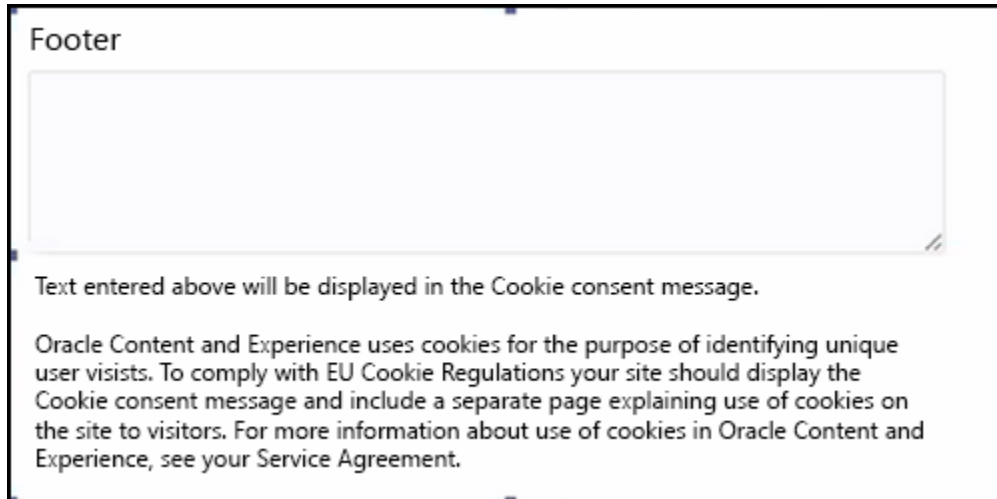 Footer
Text entered above will be displayed in the Cookie consent message.
Oracle Content and Experience uses cookies for the purpose of identifying unique
user visists. To comply with EU Cookie Regulations your site should display the
Cookie consent message and include a separate page explaining use of cookies on
the site to visitors. For more information about use of cookies in Oracle Content and
Experience, see your Service Agreement.